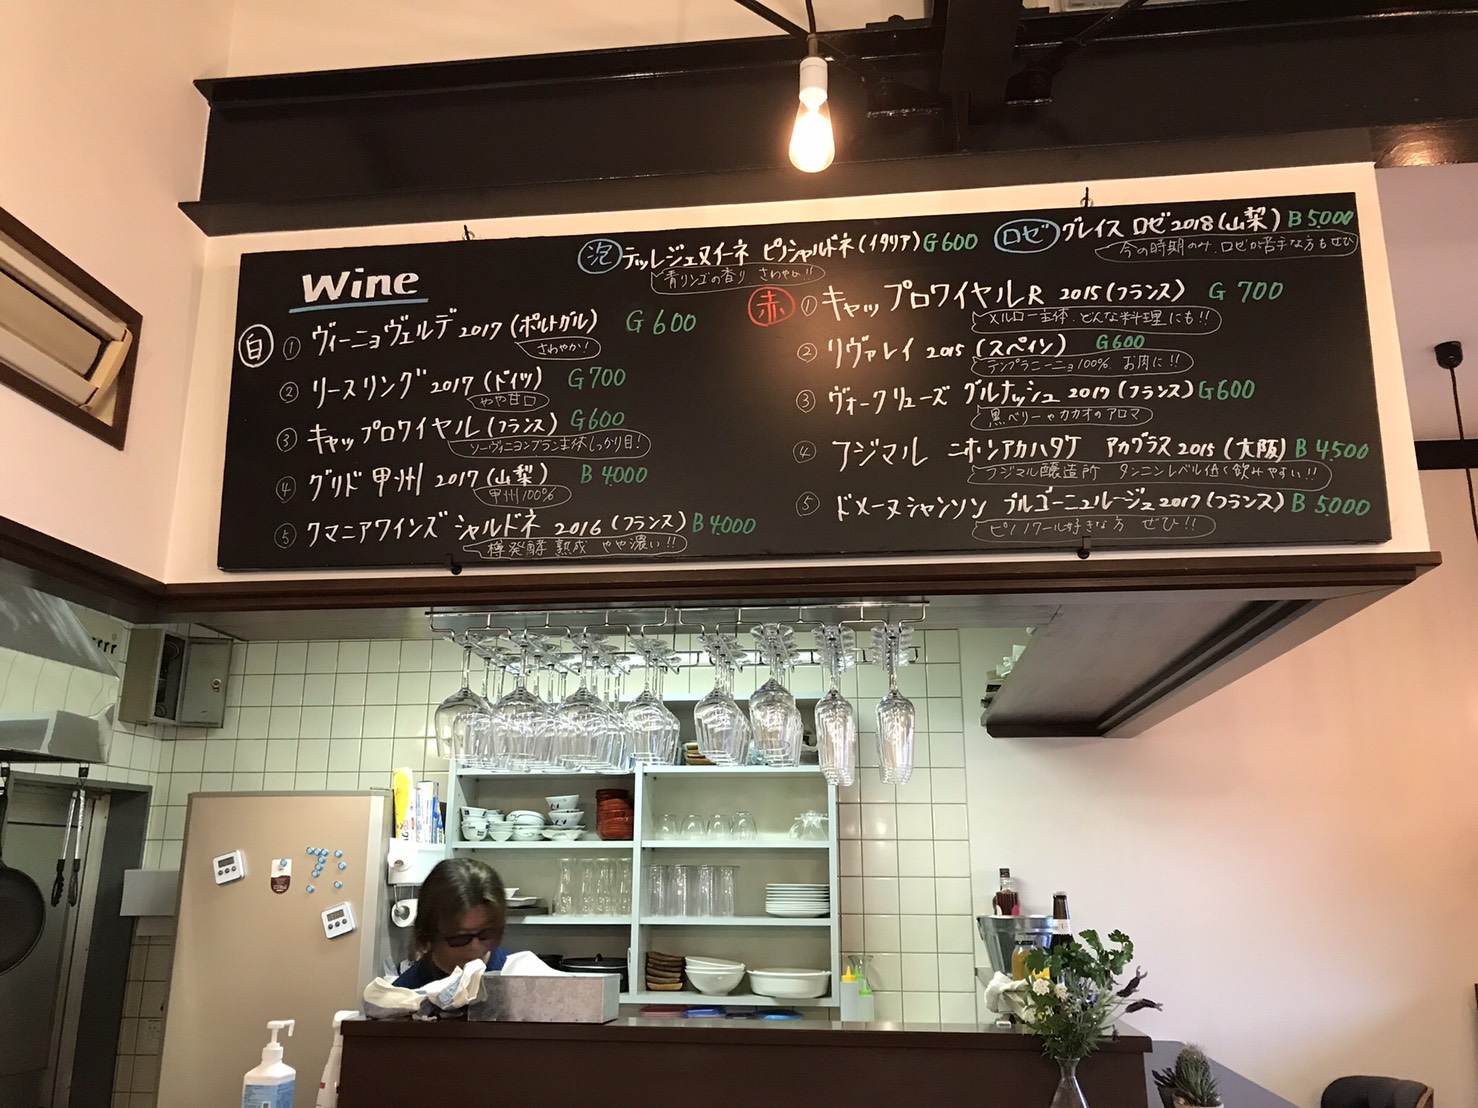 Wine
泡 テッレジェヌイーネ ピノシャルドネ(イタリア) G 600
青リンゴの香り さわやか!!
ロゼ グレイス ロゼ 2018(山梨) B 5.000
今の時期のみ、ロゼが苦手な方もぜひ
白 ① ヴィーニョヴェルデ 2017 (ポルトガル) G 600
さわやか!
② リースリング 2017 (ドイツ) G 700
やや甘口
③ キャップロワイヤル (フランス) G 600
ソーヴィニヨンブラン主体しっかり目!
④ グリド甲州 2017 (山梨) B 4.000
甲州100%
⑤ クマニアワインズ シャルドネ 2016 (フランス) B 4.000
樽発酵 熟成 やや濃い!!
赤 ① キャップロワイヤルR 2015 (フランス) G 700
メルロー主体、どんな料理にも!!
② リヴァレイ 2015 (スペイン) G 600
テンプラニーニョ100% お肉に!!
③ ヴォークリューズ グルナッシュ 2017 (フランス) G 600
黒ベリーやカカオのアロマ
④ フジマル ニホンアカハタケ アカグラス 2015 (大阪) B 4,500
フジマル醸造所 タンニンレベル低く飲みやすい!!
⑤ ドメーヌシャンソン ブルゴーニュルージュ 2017 (フランス) B 5.000
ピノノワール好きな方 ぜひ!!